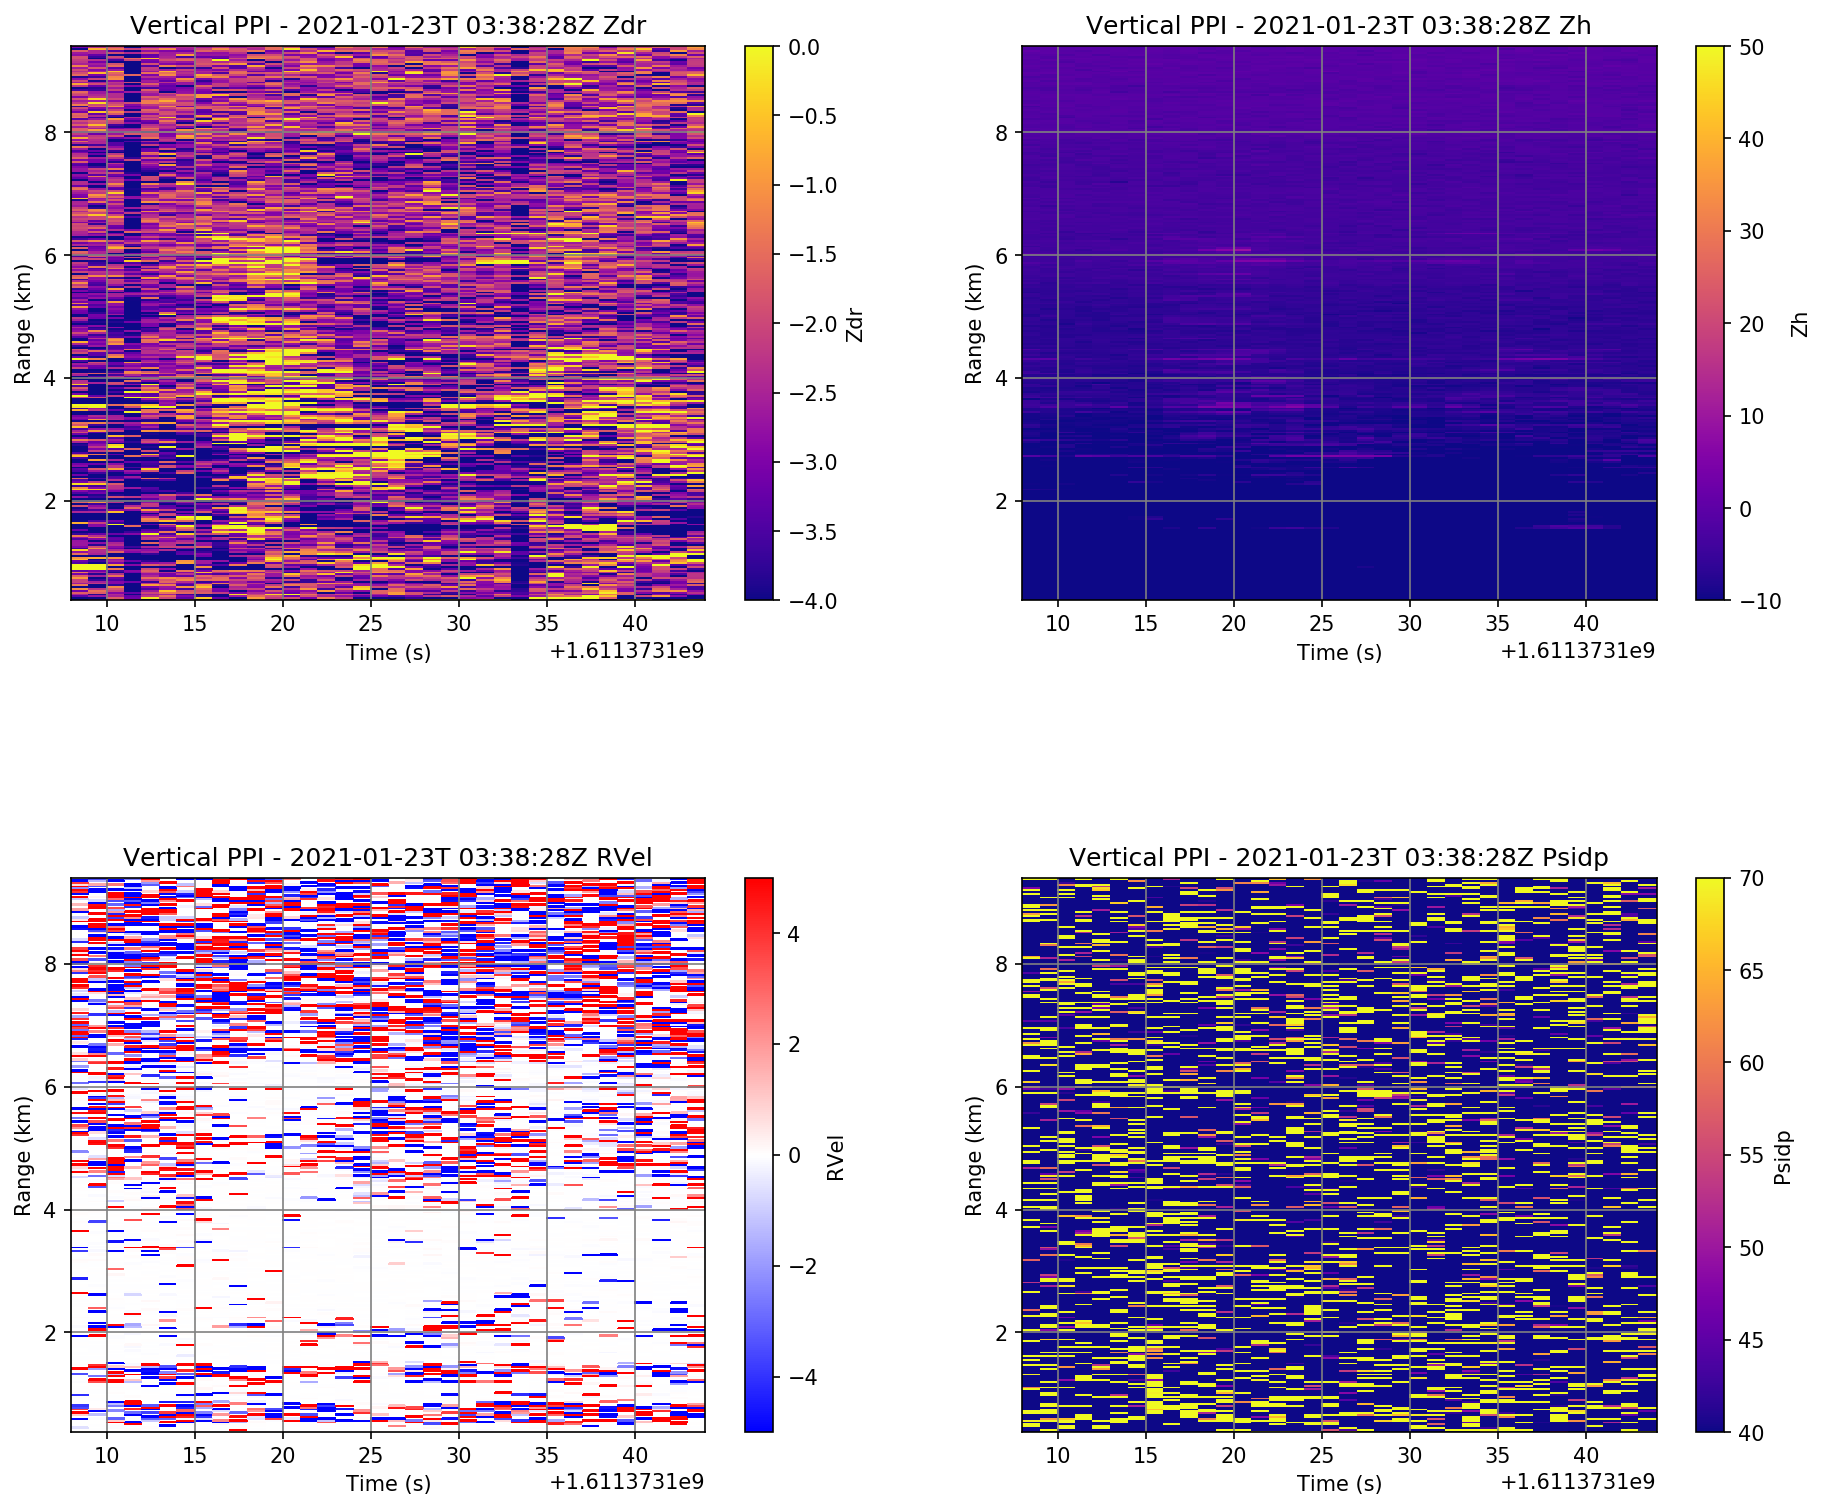 Vertical PPI - 2021-01-23T 03:38:28Z Zdr
8
6
4
2
Range (km)
10 15 20 25 30 35 40
Time (s)
+1.6113731e9
0.0
−0.5
−1.0
−1.5
−2.0
−2.5
−3.0
−3.5
−4.0
Zdr
Vertical PPI - 2021-01-23T 03:38:28Z Zh
8
6
4
2
Range (km)
10 15 20 25 30 35 40
Time (s)
+1.6113731e9
50
40
30
20
10
0
−10
Zh
Vertical PPI - 2021-01-23T 03:38:28Z RVel
8
6
4
2
Range (km)
10 15 20 25 30 35 40
Time (s)
+1.6113731e9
4
2
0
−2
−4
RVel
Vertical PPI - 2021-01-23T 03:38:28Z Psidp
8
6
4
2
Range (km)
10 15 20 25 30 35 40
Time (s)
+1.6113731e9
70
65
60
55
50
45
40
Psidp